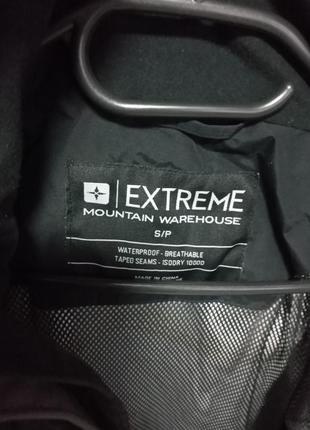 EXTREME
MOUNTAIN WAREHOUSE
S/P
WATERPROOF - BREATHABLE
TAPED SEAMS - ISODRY 10000
MADE IN CHINA